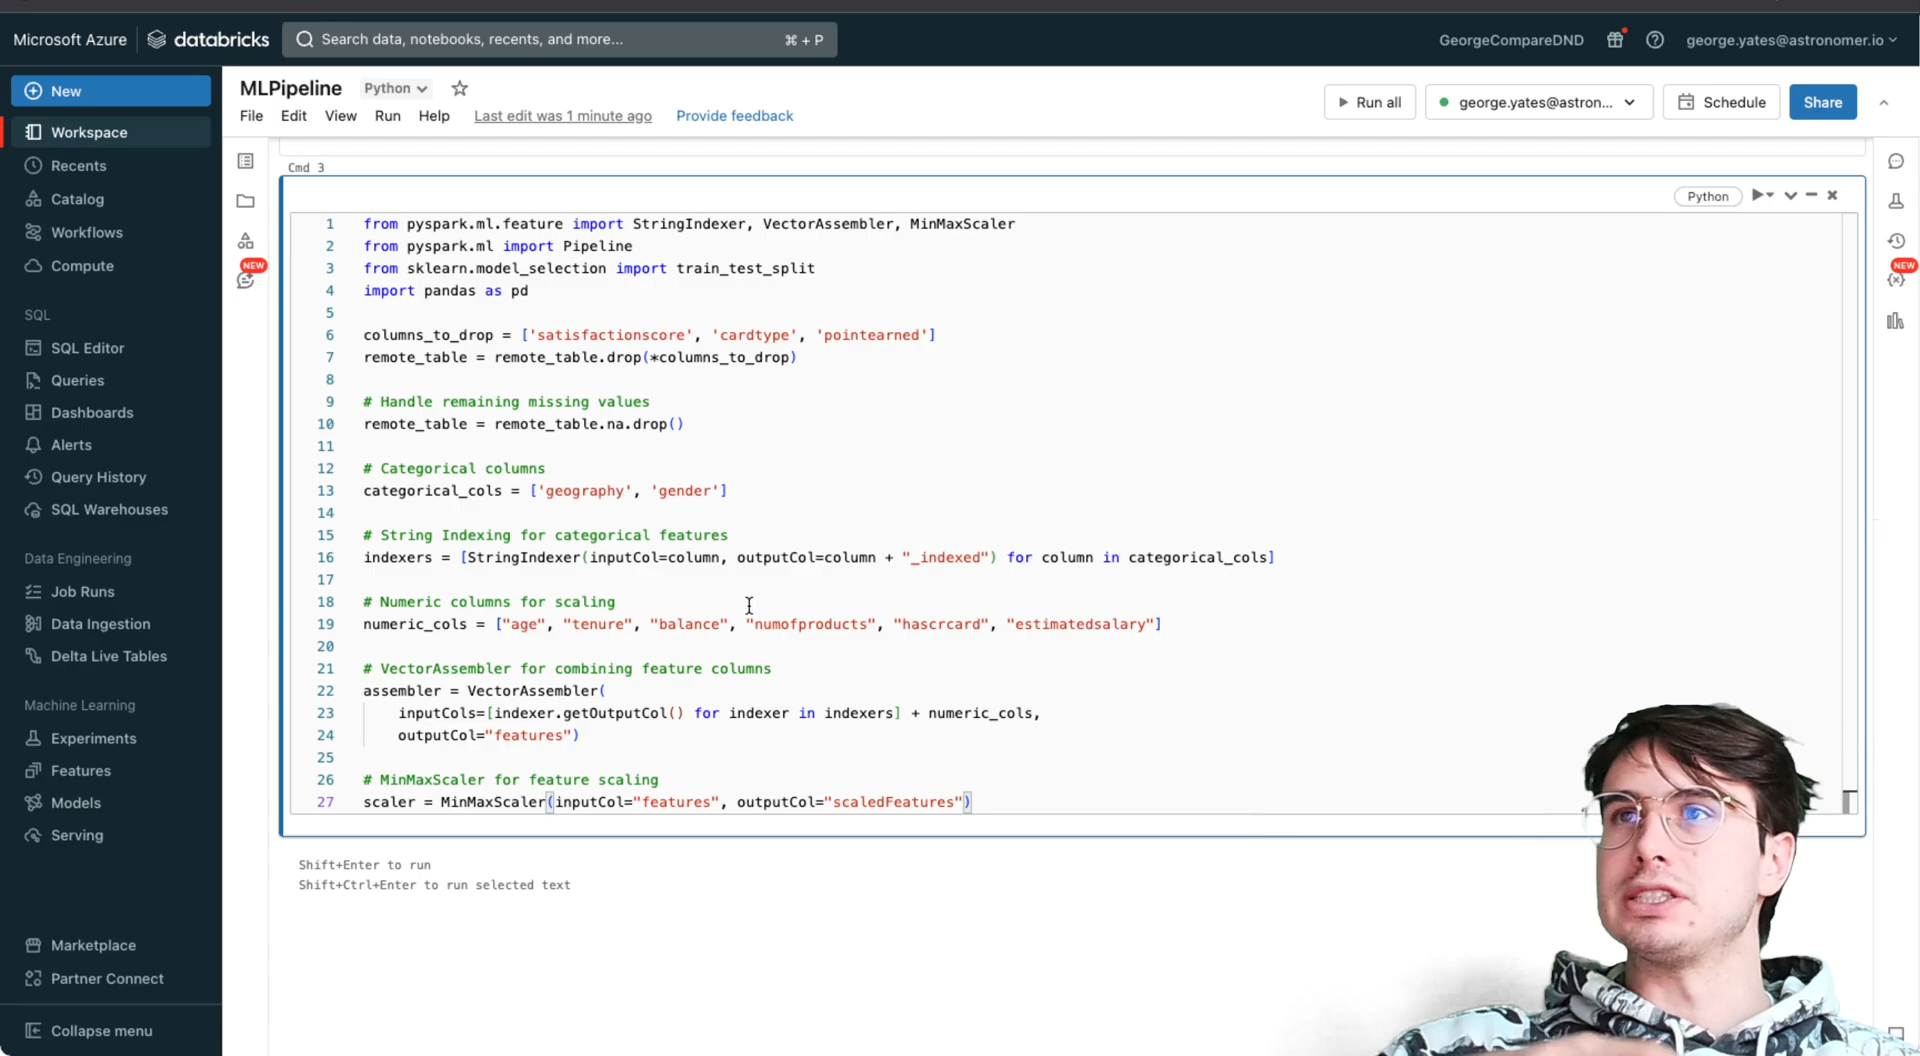 Microsoft Azure databricks Search data, notebooks, recents, and more... ⌘ + P GeorgeCompareDND george.yates@astronomer.io
New
Workspace
Recents
Catalog
Workflows
Compute
SQL
SQL Editor
Queries
Dashboards
Alerts
Query History
SQL Warehouses
Data Engineering
Job Runs
Data Ingestion
Delta Live Tables
Machine Learning
Experiments
Features
Models
Serving
Marketplace
Partner Connect
Collapse menu
MLPipeline Python
File Edit View Run Help Last edit was 1 minute ago Provide feedback
Run all george.yates@astron... Schedule Share
NEW
NEW
Cmd 3
Python
1 from pyspark.ml.feature import StringIndexer, VectorAssembler, MinMaxScaler
2 from pyspark.ml import Pipeline
3 from sklearn.model_selection import train_test_split
4 import pandas as pd
5
6 columns_to_drop = ['satisfactionscore', 'cardtype', 'pointearned']
7 remote_table = remote_table.drop(*columns_to_drop)
8
9 # Handle remaining missing values
10 remote_table = remote_table.na.drop()
11
12 # Categorical columns
13 categorical_cols = ['geography', 'gender']
14
15 # String Indexing for categorical features
16 indexers = [StringIndexer(inputCol=column, outputCol=column + "_indexed") for column in categorical_cols]
17
18 # Numeric columns for scaling
19 numeric_cols = ["age", "tenure", "balance", "numofproducts", "hascrcard", "estimatedsalary"]
20
21 # VectorAssembler for combining feature columns
22 assembler = VectorAssembler(
23 inputCols=[indexer.getOutputCol() for indexer in indexers] + numeric_cols,
24 outputCol="features")
25
26 # MinMaxScaler for feature scaling
27 scaler = MinMaxScaler(inputCol="features", outputCol="scaledFeatures")
Shift+Enter to run
Shift+Ctrl+Enter to run selected text